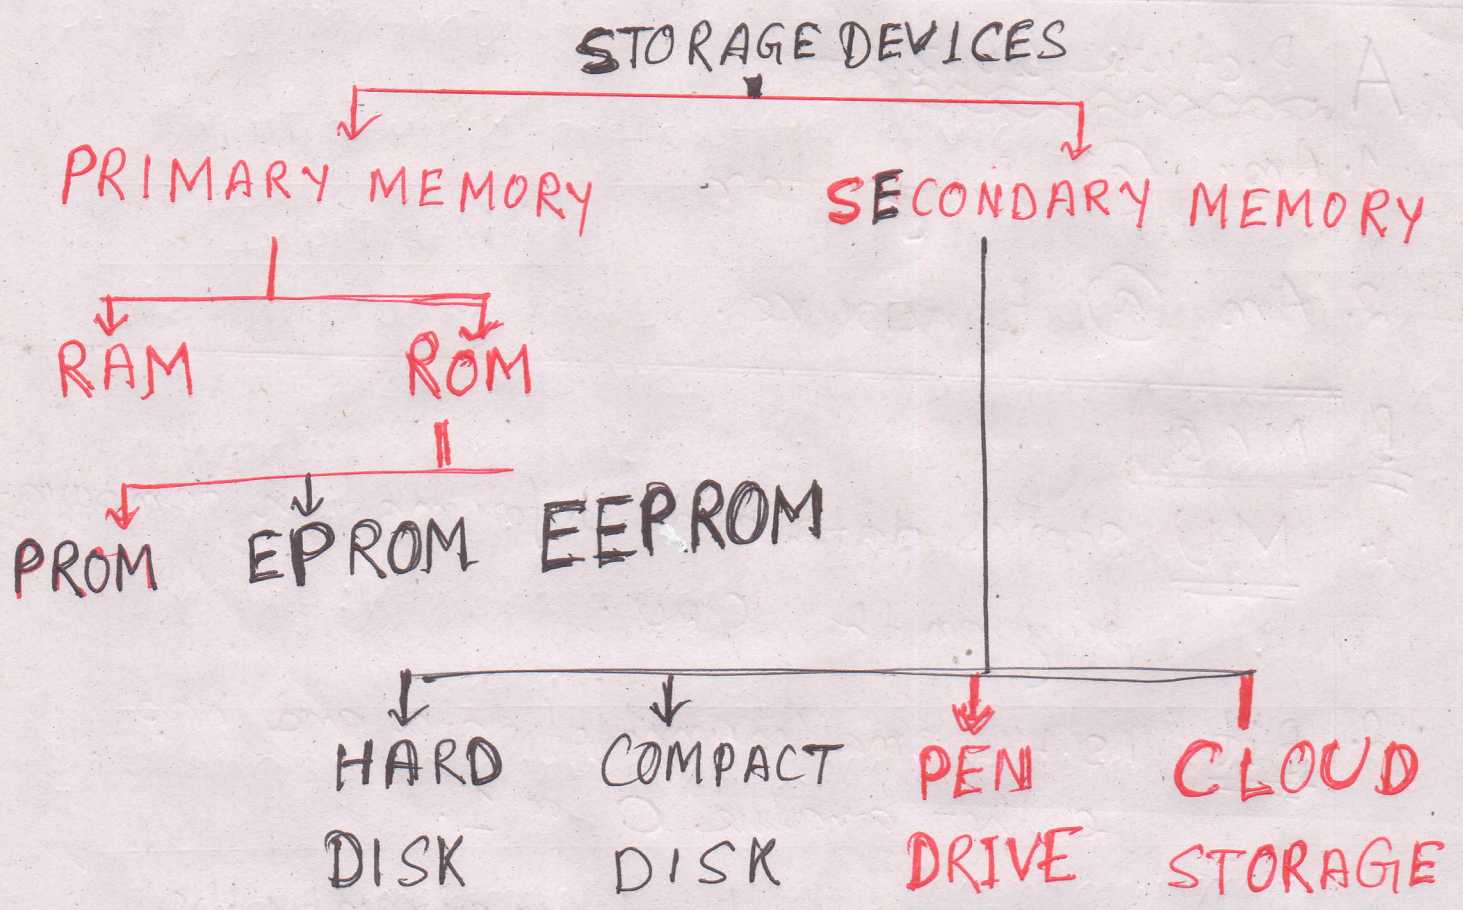 STORAGE DEVICES
PRIMARY MEMORY
SECONDARY MEMORY
RAM
ROM
PROM
EPROM
EEPROM
HARD
DISK
COMPACT
DISK
PEN
DRIVE
CLOUD
STORAGE